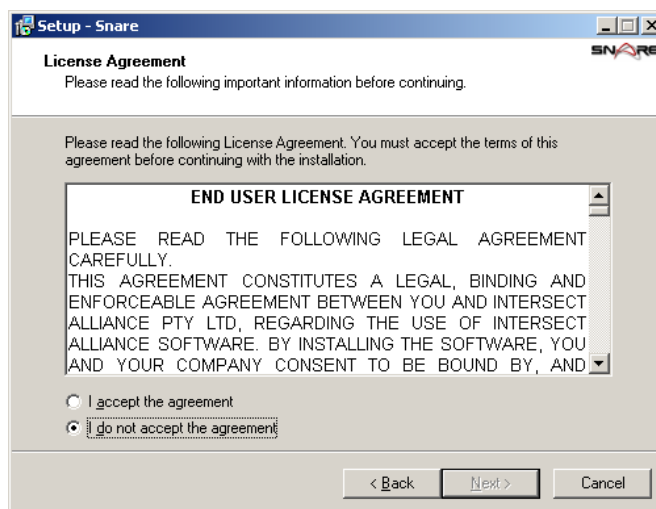 Setup - Snare
SNARE
License Agreement
Please read the following important information before continuing.
Please read the following License Agreement. You must accept the terms of this
agreement before continuing with the installation.
END USER LICENSE AGREEMENT
PLEASE READ THE FOLLOWING LEGAL AGREEMENT
CAREFULLY.
THIS AGREEMENT CONSTITUTES A LEGAL, BINDING AND
ENFORCEABLE AGREEMENT BETWEEN YOU AND INTERSECT
ALLIANCE PTY LTD, REGARDING THE USE OF INTERSECT
ALLIANCE SOFTWARE. BY INSTALLING THE SOFTWARE, YOU
AND YOUR COMPANY CONSENT TO BE BOUND BY, AND
I accept the agreement
I do not accept the agreement
< Back
Next >
Cancel